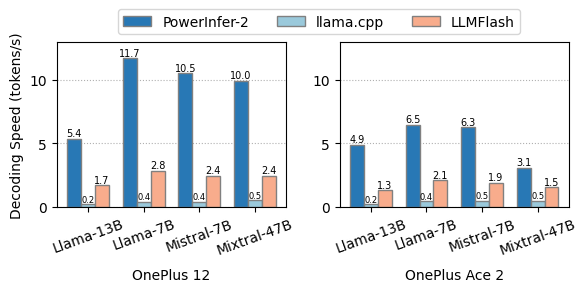 PowerInfer-2 llama.cpp LLMFlash
Decoding Speed (tokens/s)
10
5
0
5.4 0.2 1.7
11.7 0.4 2.8
10.5 0.4 2.4
10.0 0.5 2.4
Llama-13B Llama-7B Mistral-7B Mixtral-47B
OnePlus 12
10
5
0
4.9 0.2 1.3
6.5 0.4 2.1
6.3 0.5 1.9
3.1 0.5 1.5
Llama-13B Llama-7B Mistral-7B Mixtral-47B
OnePlus Ace 2